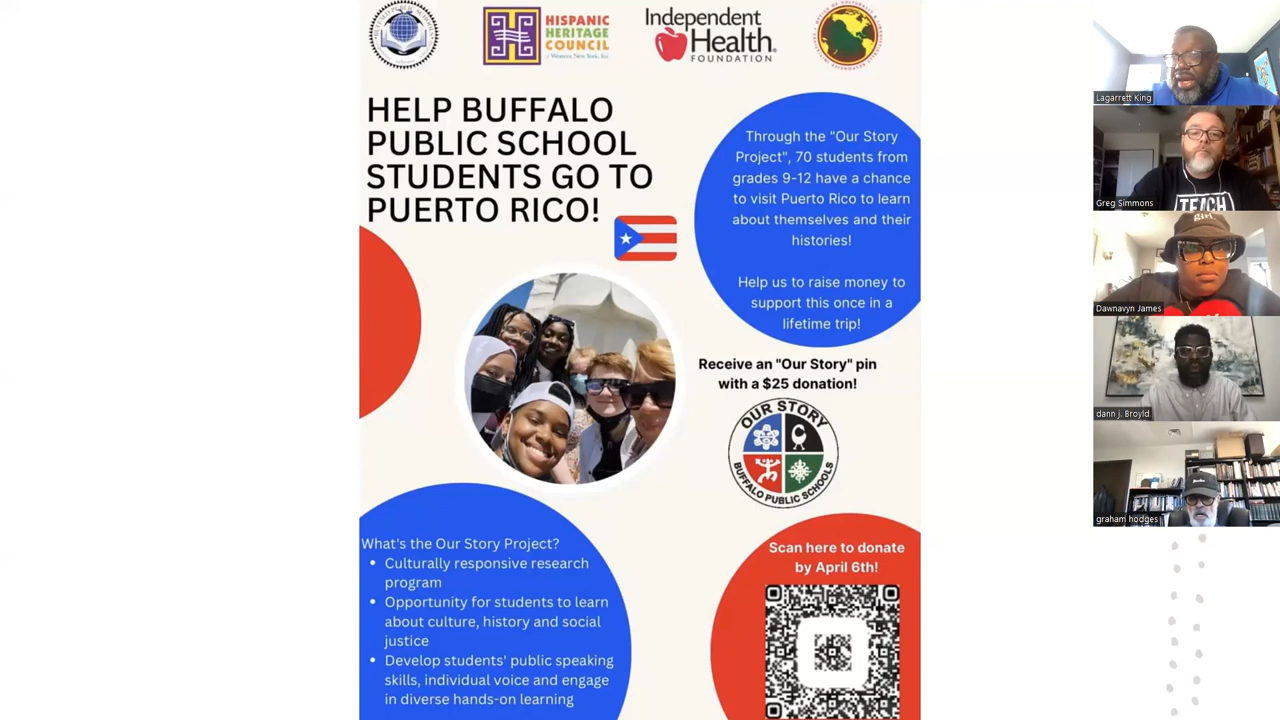 HISPANIC
HERITAGE
COUNCIL
of Western New York, Inc
Independent
Health
FOUNDATION
HELP BUFFALO
PUBLIC SCHOOL
STUDENTS GO TO
PUERTO RICO!
Through the "Our Story
Project", 70 students from
grades 9-12 have a chance
to visit Puerto Rico to learn
about themselves and their
histories!
Help us to raise money to
support this once in a
lifetime trip!
Receive an "Our Story" pin
with a $25 donation!
OUR STORY
BUFFALO PUBLIC SCHOOLS
What's the Our Story Project?
• Culturally responsive research
program
• Opportunity for students to learn
about culture, history and social
justice
• Develop students' public speaking
skills, individual voice and engage
in diverse hands-on learning
Scan here to donate
by April 6th!
Lagarrett King
Greg Simmons
TEACH
girl
Dawnavyn James
dann j. Broyld
graham hodges